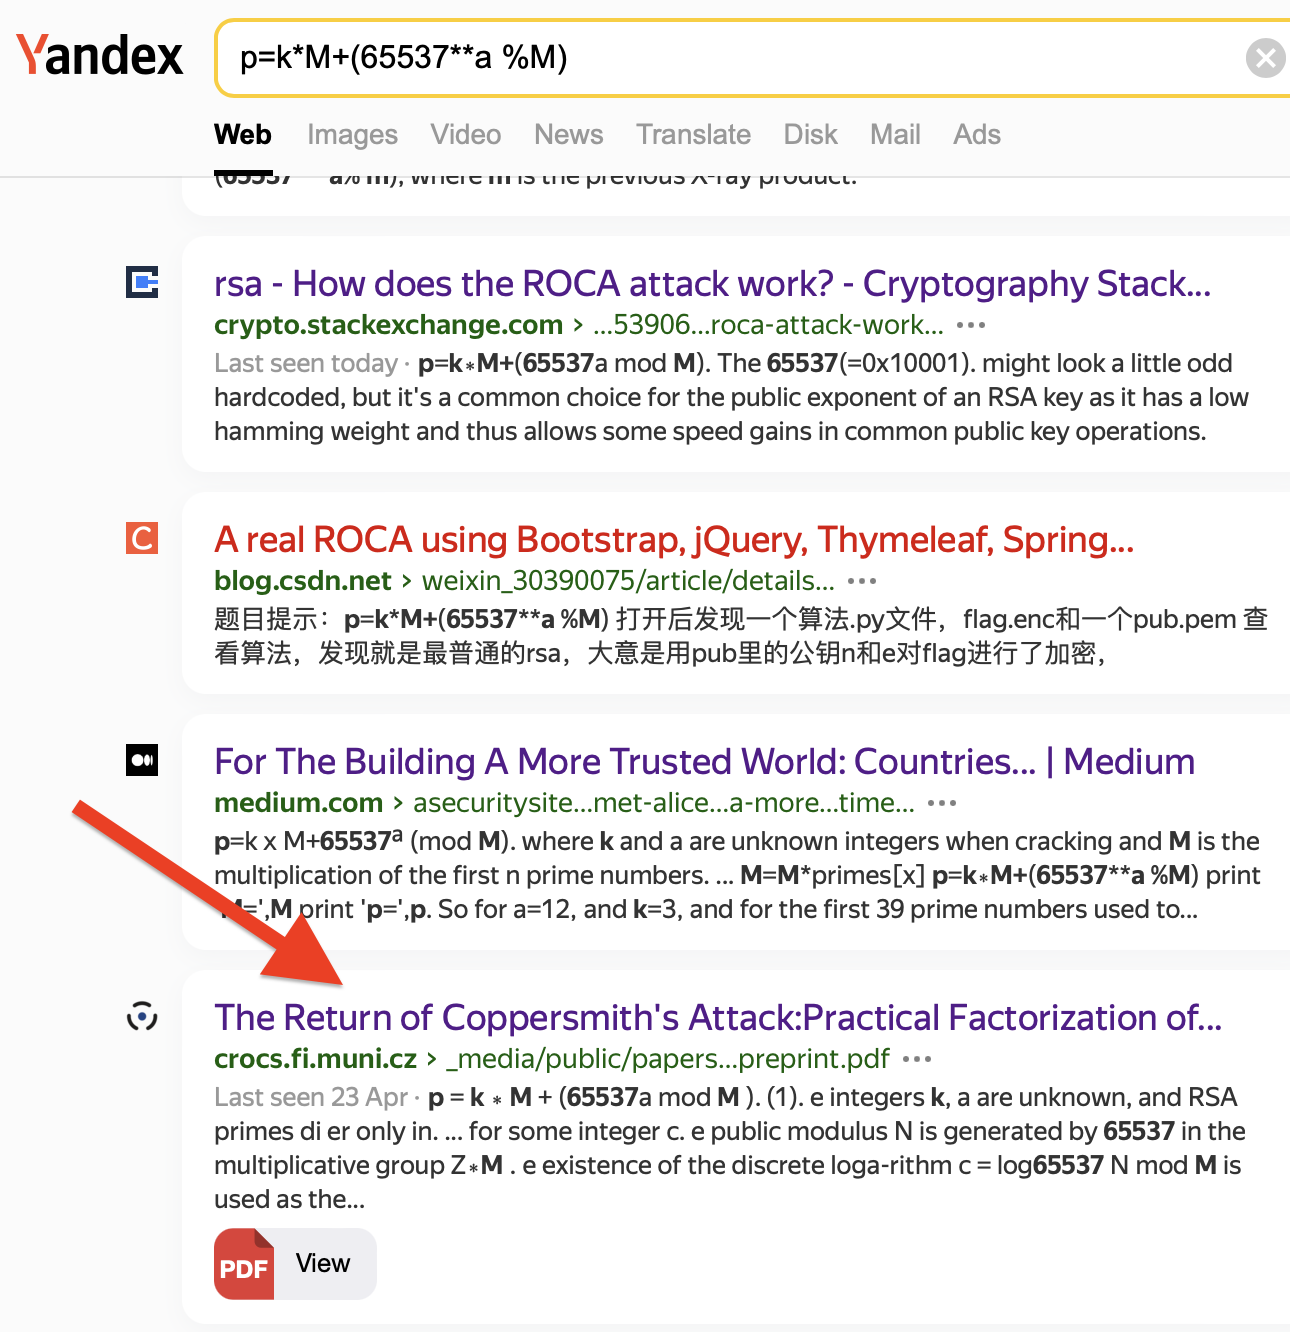 Yandex
p=k*M+(65537**a %M)
Web Images Video News Translate Disk Mail Ads
(65537 a% m), where m is the previous X-ray product.
rsa - How does the ROCA attack work? - Cryptography Stack...
crypto.stackexchange.com › ...53906...roca-attack-work... •••
Last seen today · p=k*M+(65537a mod M). The 65537(=0x10001). might look a little odd
hardcoded, but it's a common choice for the public exponent of an RSA key as it has a low
hamming weight and thus allows some speed gains in common public key operations.
C
A real ROCA using Bootstrap, jQuery, Thymeleaf, Spring...
blog.csdn.net › weixin_30390075/article/details... •••
题目提示：p=k*M+(65537**a %M) 打开后发现一个算法.py文件，flag.enc和一个pub.pem 查
看算法，发现就是最普通的rsa，大意是用pub里的公钥n和e对flag进行了加密，
For The Building A More Trusted World: Countries... | Medium
medium.com › asecuritysite...met-alice...a-more...time... •••
p=k x M+65537ª (mod M). where k and a are unknown integers when cracking and M is the
multiplication of the first n prime numbers. ... M=M*primes[x] p=k*M+(65537**a %M) print
'M=',M print 'p=',p. So for a=12, and k=3, and for the first 39 prime numbers used to...
The Return of Coppersmith's Attack:Practical Factorization of...
crocs.fi.muni.cz › _media/public/papers...preprint.pdf •••
Last seen 23 Apr · p = k * M + (65537a mod M ). (1). e integers k, a are unknown, and RSA
primes di er only in. ... for some integer c. e public modulus N is generated by 65537 in the
multiplicative group Z*M . e existence of the discrete loga-rithm c = log65537 N mod M is
used as the...
PDF View